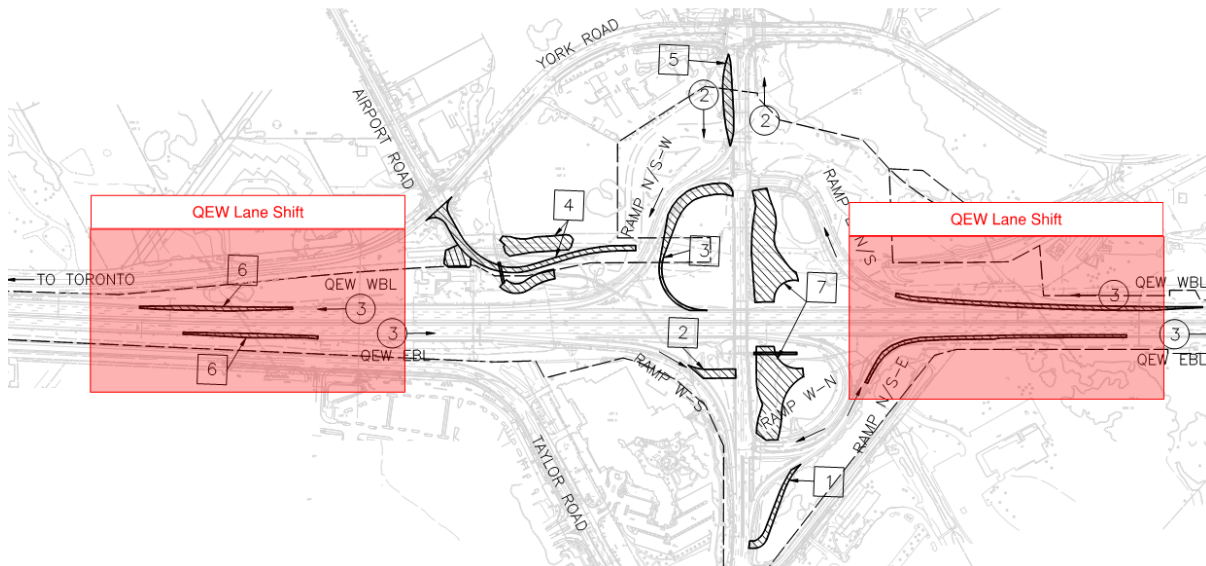 YORK ROAD
5
2
2
AIRPORT ROAD
RAMP N/S-W
QEW Lane Shift
QEW Lane Shift
4
3
RAMP
N/S
TO TORONTO
6
QEW WBL
3
7
QEW WBL
3
3
3
QEW EBL
QEW EBL
6
2
RAMP W-S
RAMP W-N
RAMP N/S-E
TAYLOR ROAD
1